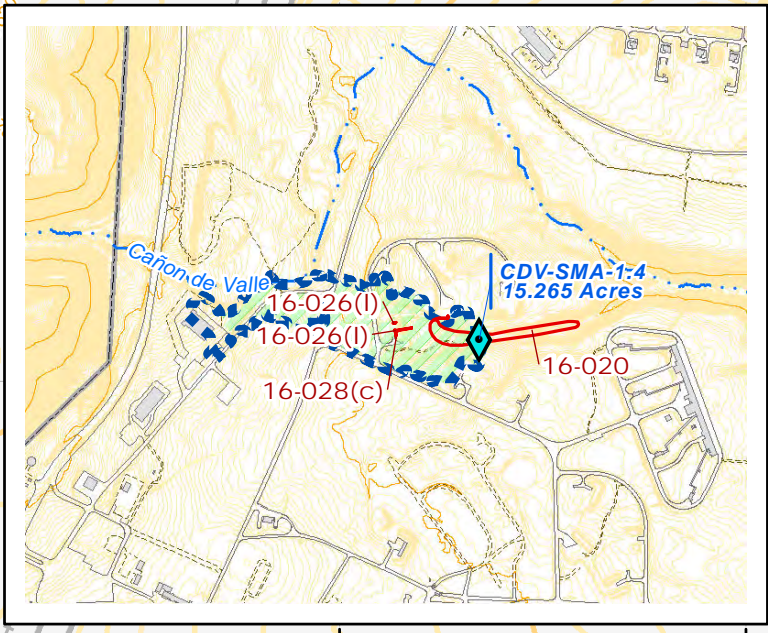 Cañon de Valle
CDV-SMA-1.4
15.265 Acres
16-026(l)
16-026(l)
16-028(c)
16-020